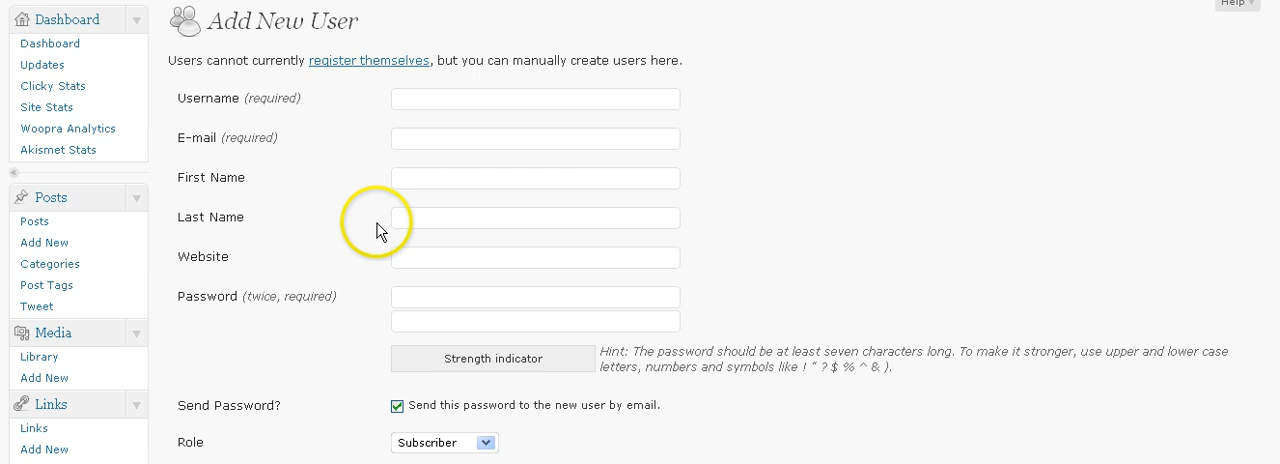 Help
Dashboard
Dashboard
Updates
Clicky Stats
Site Stats
Woopra Analytics
Akismet Stats
Posts
Posts
Add New
Categories
Post Tags
Tweet
Media
Library
Add New
Links
Links
Add New
Add New User
Users cannot currently register themselves, but you can manually create users here.
Username (required)
E-mail (required)
First Name
Last Name
Website
Password (twice, required)
Strength indicator
Hint: The password should be at least seven characters long. To make it stronger, use upper and lower case
letters, numbers and symbols like ! " ? $ % ^ & ).
Send Password?
Send this password to the new user by email.
Role
Subscriber